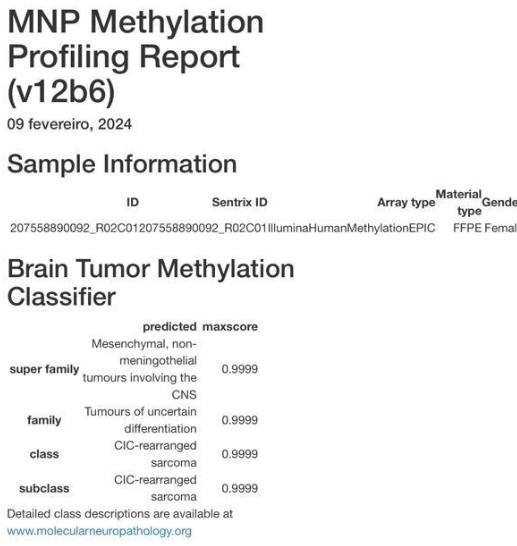 MNP Methylation
Profiling Report
(v12b6)
09 fevereiro, 2024
Sample Information
ID Sentrix ID Array type Material type Gende
207558890092_R02C01 207558890092_R02C01 IlluminaHumanMethylationEPIC FFPE Femal
Brain Tumor Methylation
Classifier
predicted maxscore
super family Mesenchymal, non-meningothelial tumours involving the CNS 0.9999
family Tumours of uncertain differentiation 0.9999
class CIC-rearranged sarcoma 0.9999
subclass CIC-rearranged sarcoma 0.9999
Detailed class descriptions are available at
www.molecularneuropathology.org